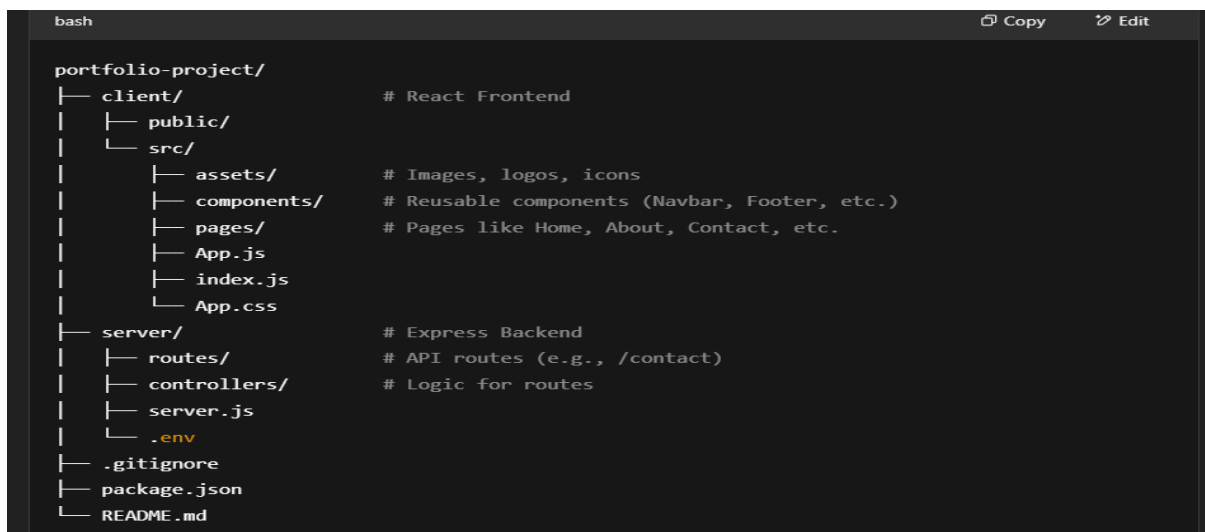 bash Copy Edit
portfolio-project/
├── client/ # React Frontend
│   ├── public/
│   └── src/
│       ├── assets/ # Images, logos, icons
│       ├── components/ # Reusable components (Navbar, Footer, etc.)
│       ├── pages/ # Pages like Home, About, Contact, etc.
│       ├── App.js
│       ├── index.js
│       └── App.css
├── server/ # Express Backend
│   ├── routes/ # API routes (e.g., /contact)
│   ├── controllers/ # Logic for routes
│   ├── server.js
│   └── .env
├── .gitignore
├── package.json
└── README.md